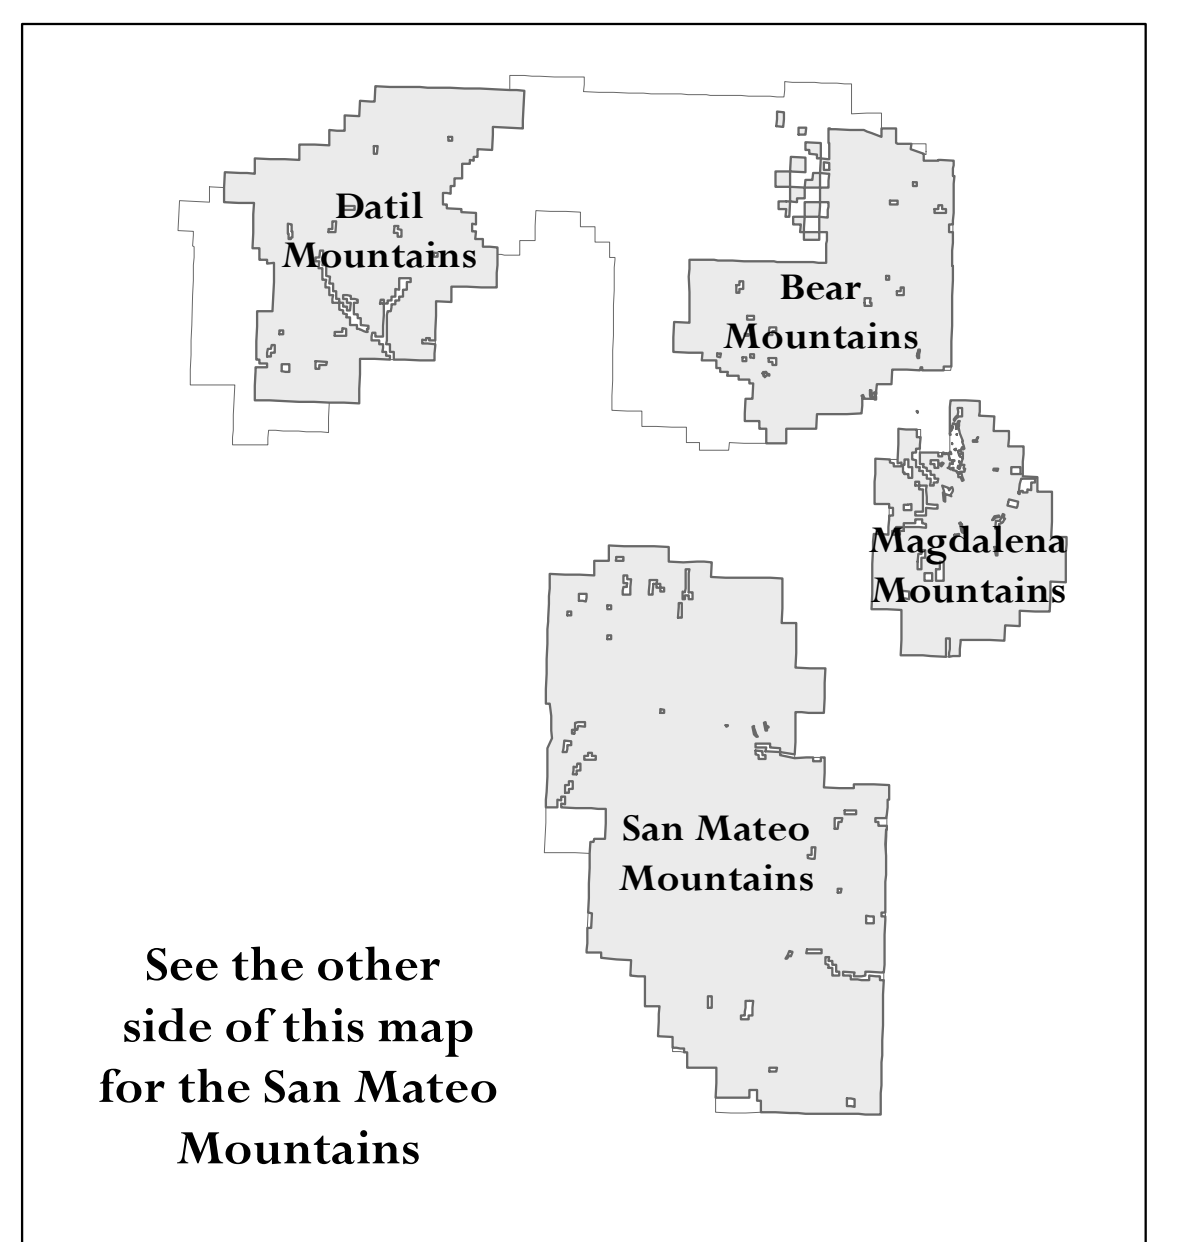 Datil
Mountains
Bear
Mountains
Magdalena
Mountains
San Mateo
Mountains
See the other
side of this map
for the San Mateo
Mountains